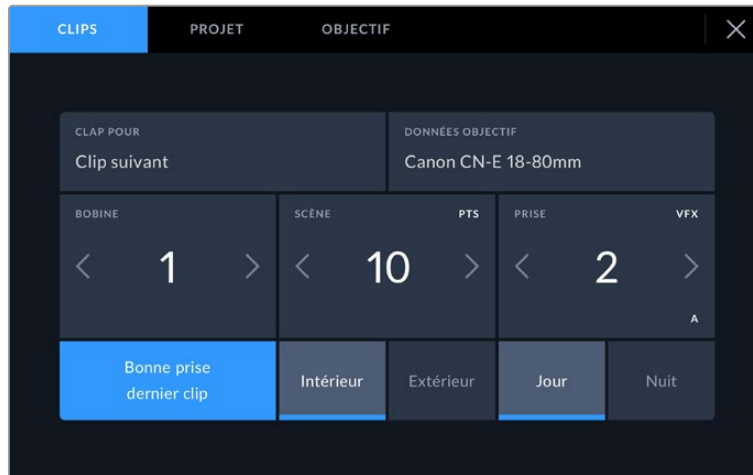 CLIPS PROJET OBJECTIF
CLAP POUR DONNÉES OBJECTIF
Clip suivant Canon CN-E 18-80mm
BOBINE SCÈNE PTS PRISE VFX
1 10 2
A
Bonne prise
dernier clip
Intérieur Extérieur Jour Nuit